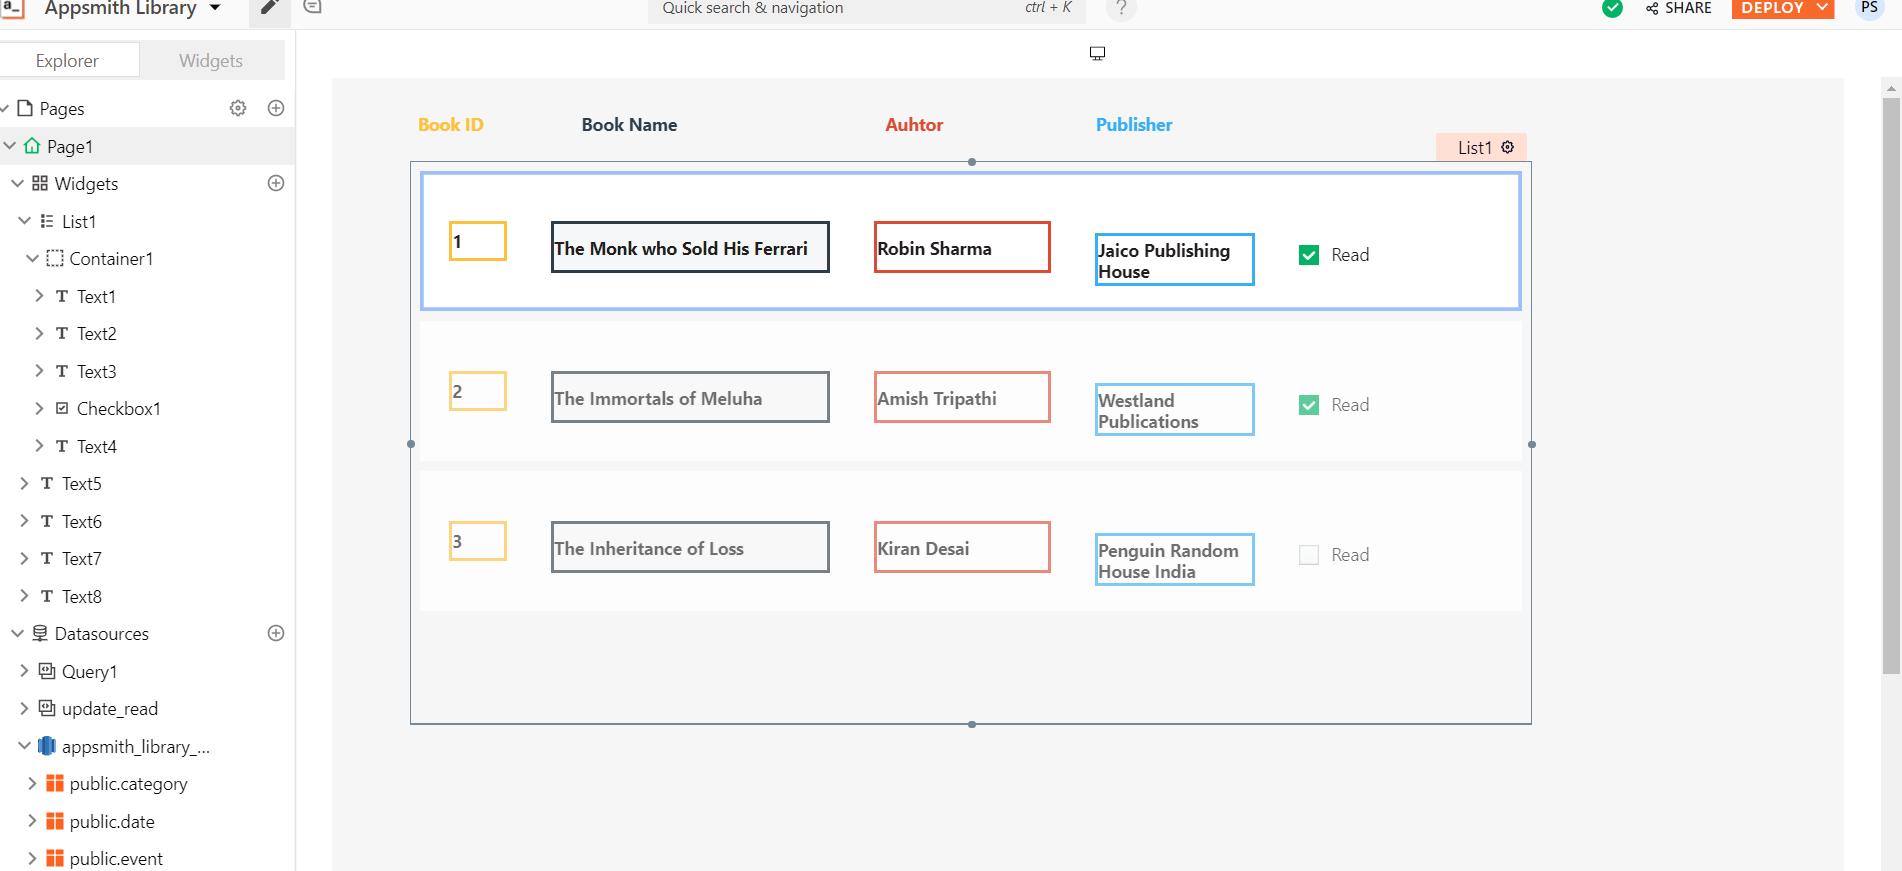 a_
Appsmith Library
Quick search & navigation
ctrl + K
?
SHARE
DEPLOY
PS
Explorer
Widgets
Pages
Page1
Widgets
List1
Container1
Text1
Text2
Text3
Checkbox1
Text4
Text5
Text6
Text7
Text8
Datasources
Query1
update_read
appsmith_library_...
public.category
public.date
public.event
Book ID
Book Name
Auhtor
Publisher
List1
1
The Monk who Sold His Ferrari
Robin Sharma
Jaico Publishing
House
Read
2
The Immortals of Meluha
Amish Tripathi
Westland
Publications
Read
3
The Inheritance of Loss
Kiran Desai
Penguin Random
House India
Read